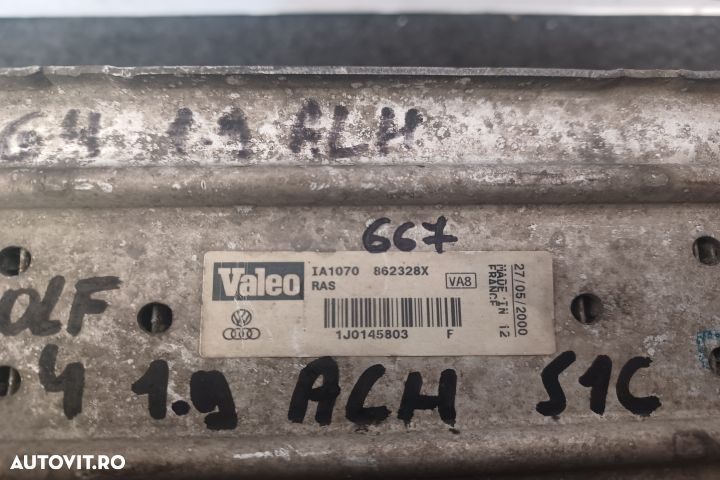 G4 1.9 ALH
667
Valeo
IA1070 862328X
RAS
VA8
1J0145803 F
27/05/2000
MADE IN 12
FRANCE
OLF
4 1.9 ACH S1C
AUTOVIT.RO